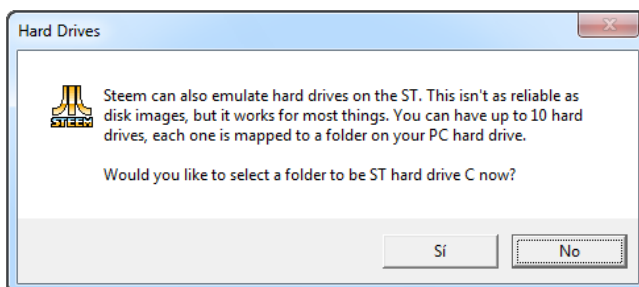 Hard Drives
Steem can also emulate hard drives on the ST. This isn't as reliable as
disk images, but it works for most things. You can have up to 10 hard
drives, each one is mapped to a folder on your PC hard drive.
STEEM
Would you like to select a folder to be ST hard drive C now?
Sí
No